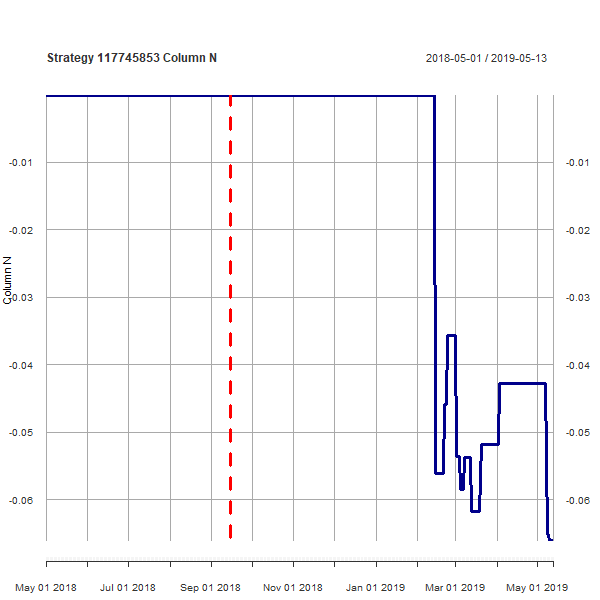 Strategy 117745853 Column N
2018-05-01 / 2019-05-13
-0.01 -0.01
-0.02 -0.02
Column N
-0.03 -0.03
-0.04 -0.04
-0.05 -0.05
-0.06 -0.06
May 01 2018 Jul 01 2018 Sep 01 2018 Nov 01 2018 Jan 01 2019 Mar 01 2019 May 01 2019